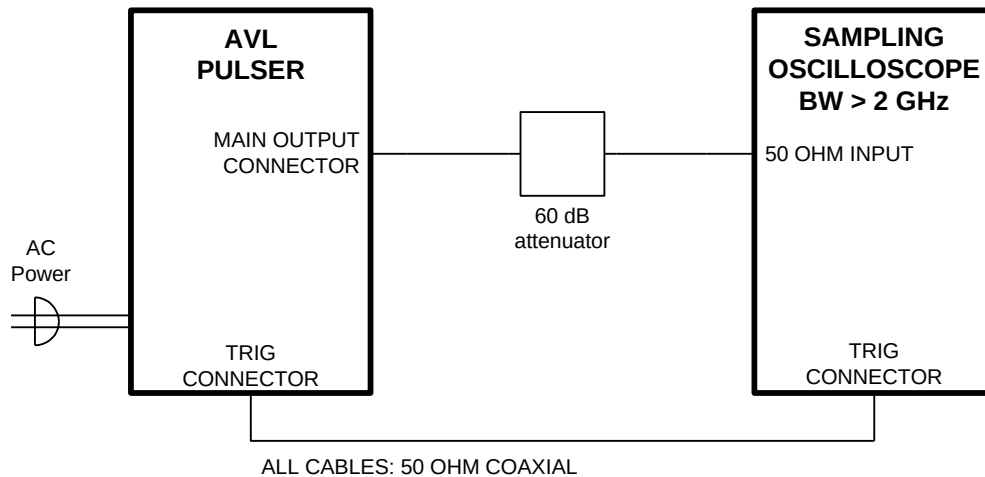 AVL
PULSER
SAMPLING
OSCILLOSCOPE
BW > 2 GHz
MAIN OUTPUT
CONNECTOR
50 OHM INPUT
60 dB
attenuator
AC
Power
TRIG
CONNECTOR
TRIG
CONNECTOR
ALL CABLES: 50 OHM COAXIAL